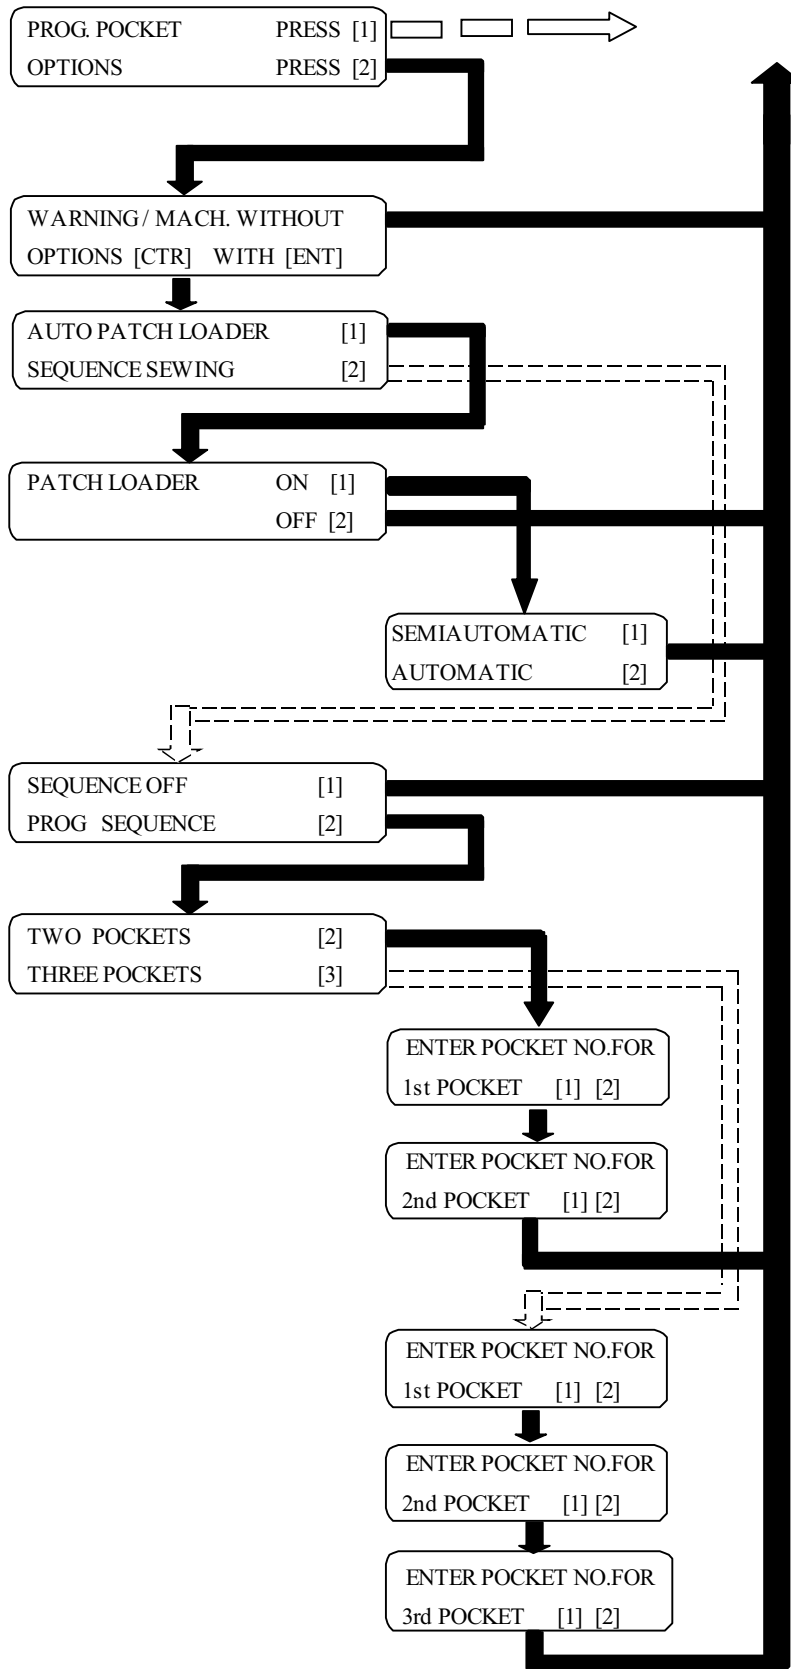 PROG. POCKET PRESS [1]
OPTIONS PRESS [2]
WARNING / MACH. WITHOUT
OPTIONS [CTR] WITH [ENT]
AUTO PATCH LOADER [1]
SEQUENCE SEWING [2]
PATCH LOADER ON [1]
OFF [2]
SEMIAUTOMATIC [1]
AUTOMATIC [2]
SEQUENCE OFF [1]
PROG SEQUENCE [2]
TWO POCKETS [2]
THREE POCKETS [3]
ENTER POCKET NO.FOR
1st POCKET [1] [2]
ENTER POCKET NO.FOR
2nd POCKET [1] [2]
ENTER POCKET NO.FOR
1st POCKET [1] [2]
ENTER POCKET NO.FOR
2nd POCKET [1] [2]
ENTER POCKET NO.FOR
3rd POCKET [1] [2]